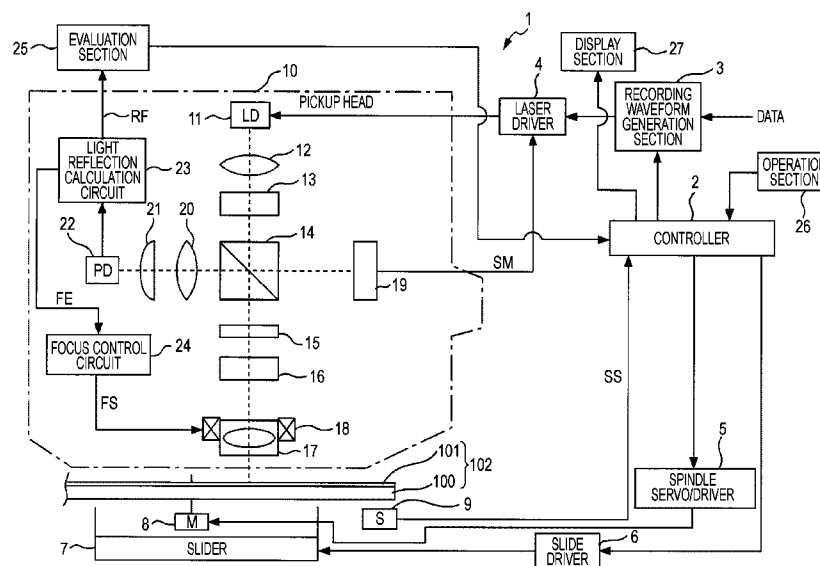 1
25
EVALUATION
SECTION
10
PICKUP HEAD
11
LD
4
LASER
DRIVER
DISPLAY
SECTION
27
3
RECORDING
WAVEFORM
GENERATION
SECTION
DATA
RF
LIGHT
REFLECTION
CALCULATION
CIRCUIT
23
12
13
OPERATION
SECTION
26
2
CONTROLLER
22
PD
21
20
14
19
SM
FE
FOCUS CONTROL
CIRCUIT
24
15
16
SS
FS
18
17
101
100
102
5
SPINDLE
SERVO/DRIVER
8
M
S
9
7
SLIDER
SLIDE
DRIVER
6